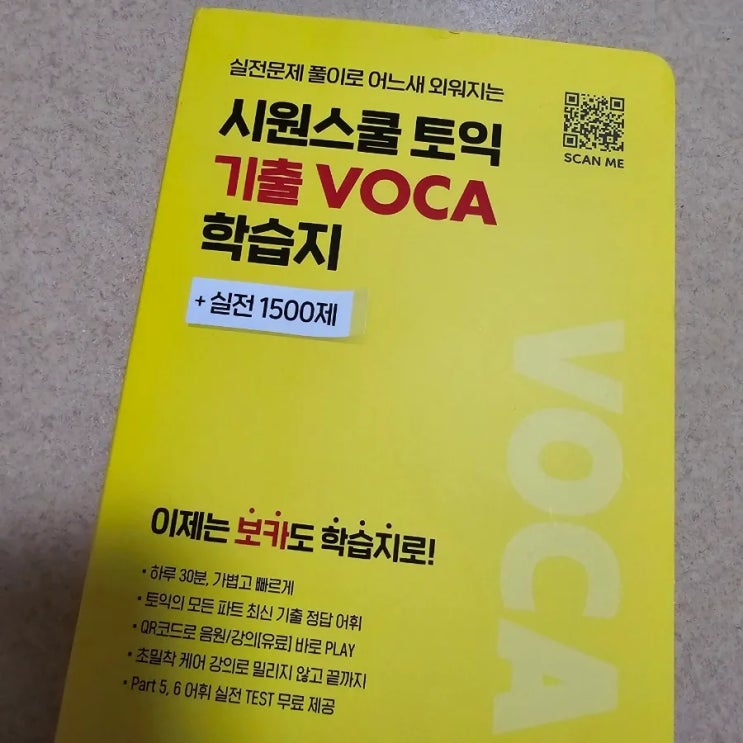 실전문제 풀이로 어느새 외워지는
시원스쿨 토익
기출 VOCA
학습지
+ 실전 1500제
SCAN ME
VOCA
이제는 보카도 학습지로!
• 하루 30분, 가볍고 빠르게
• 토익의 모든 파트 최신 기출 정답 어휘
• QR코드로 음원/강의[유료] 바로 PLAY
• 초밀착 케어 강의로 밀리지 않고 끝까지
• Part 5, 6 어휘 실전 TEST 무료 제공